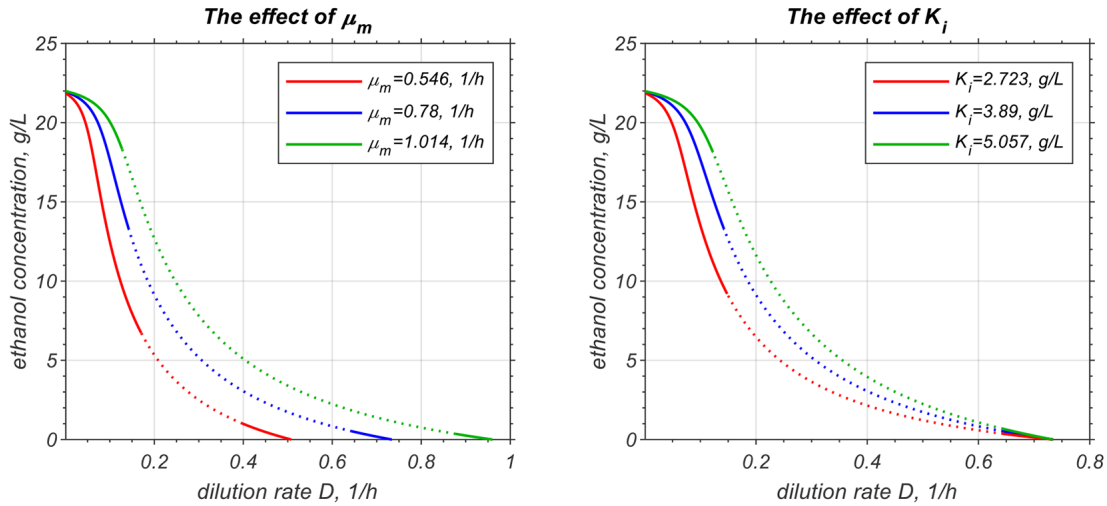 The effect of μm
25
20
15
10
5
0
ethanol concentration, g/L
μm=0.546, 1/h
μm=0.78, 1/h
μm=1.014, 1/h
0.2
0.4
0.6
0.8
1
dilution rate D, 1/h
The effect of Ki
25
20
15
10
5
0
ethanol concentration, g/L
Ki=2.723, g/L
Ki=3.89, g/L
Ki=5.057, g/L
0.2
0.4
0.6
0.8
dilution rate D, 1/h